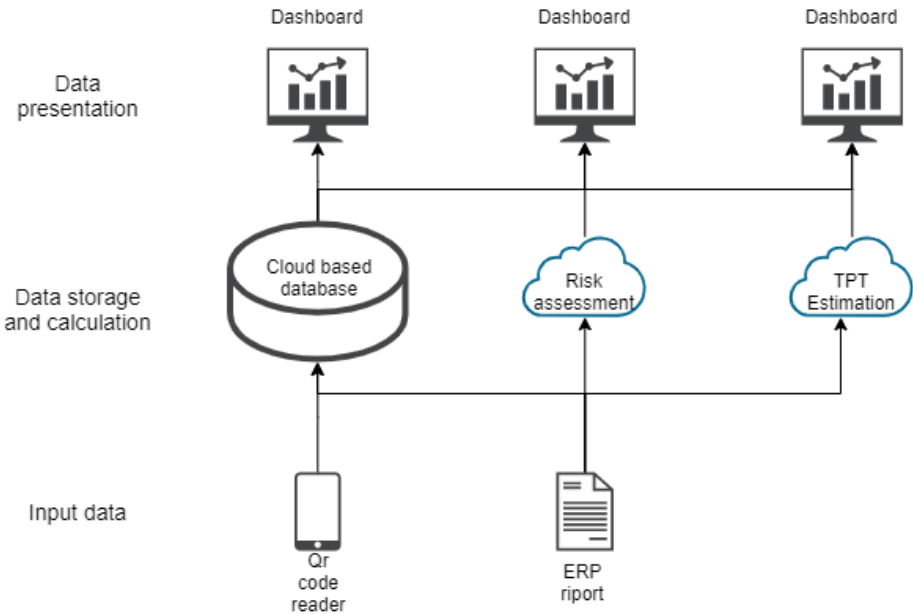 Dashboard
Dashboard
Dashboard
Data
presentation
Cloud based
database
Risk
assessment
TPT
Estimation
Data storage
and calculation
Input data
Qr
code
reader
ERP
riport